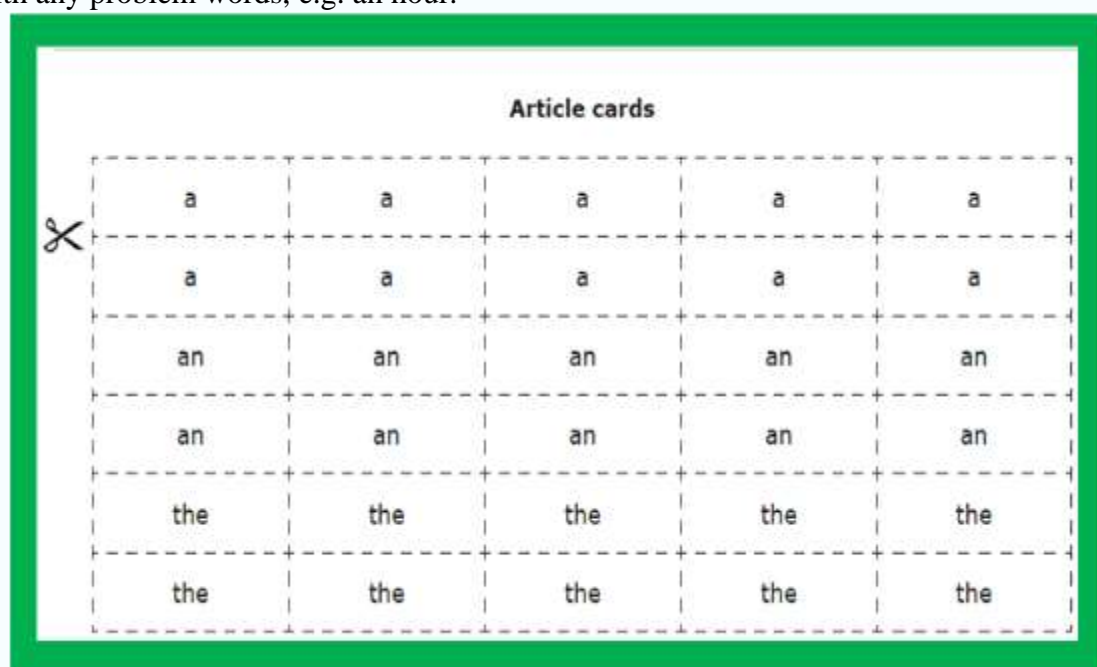 any problem words, e.g. an hour.
Article cards
a a a a a
a a a a a
an an an an an
an an an an an
the the the the the
the the the the the